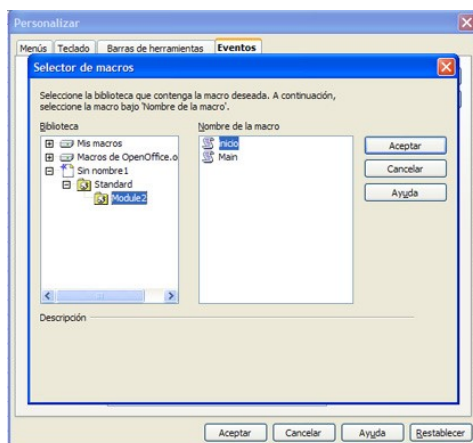 Personalizar
Menús Teclado Barras de herramientas Eventos
Selector de macros
Seleccione la biblioteca que contenga la macro deseada. A continuación,
seleccione la macro bajo 'Nombre de la macro'.
Biblioteca Nombre de la macro
Mis macros inicio Aceptar
Macros de OpenOffice.o Main
Sin nombre1 Cancelar
Standard Ayuda
Module2
Descripción
Aceptar Cancelar Ayuda Restablecer